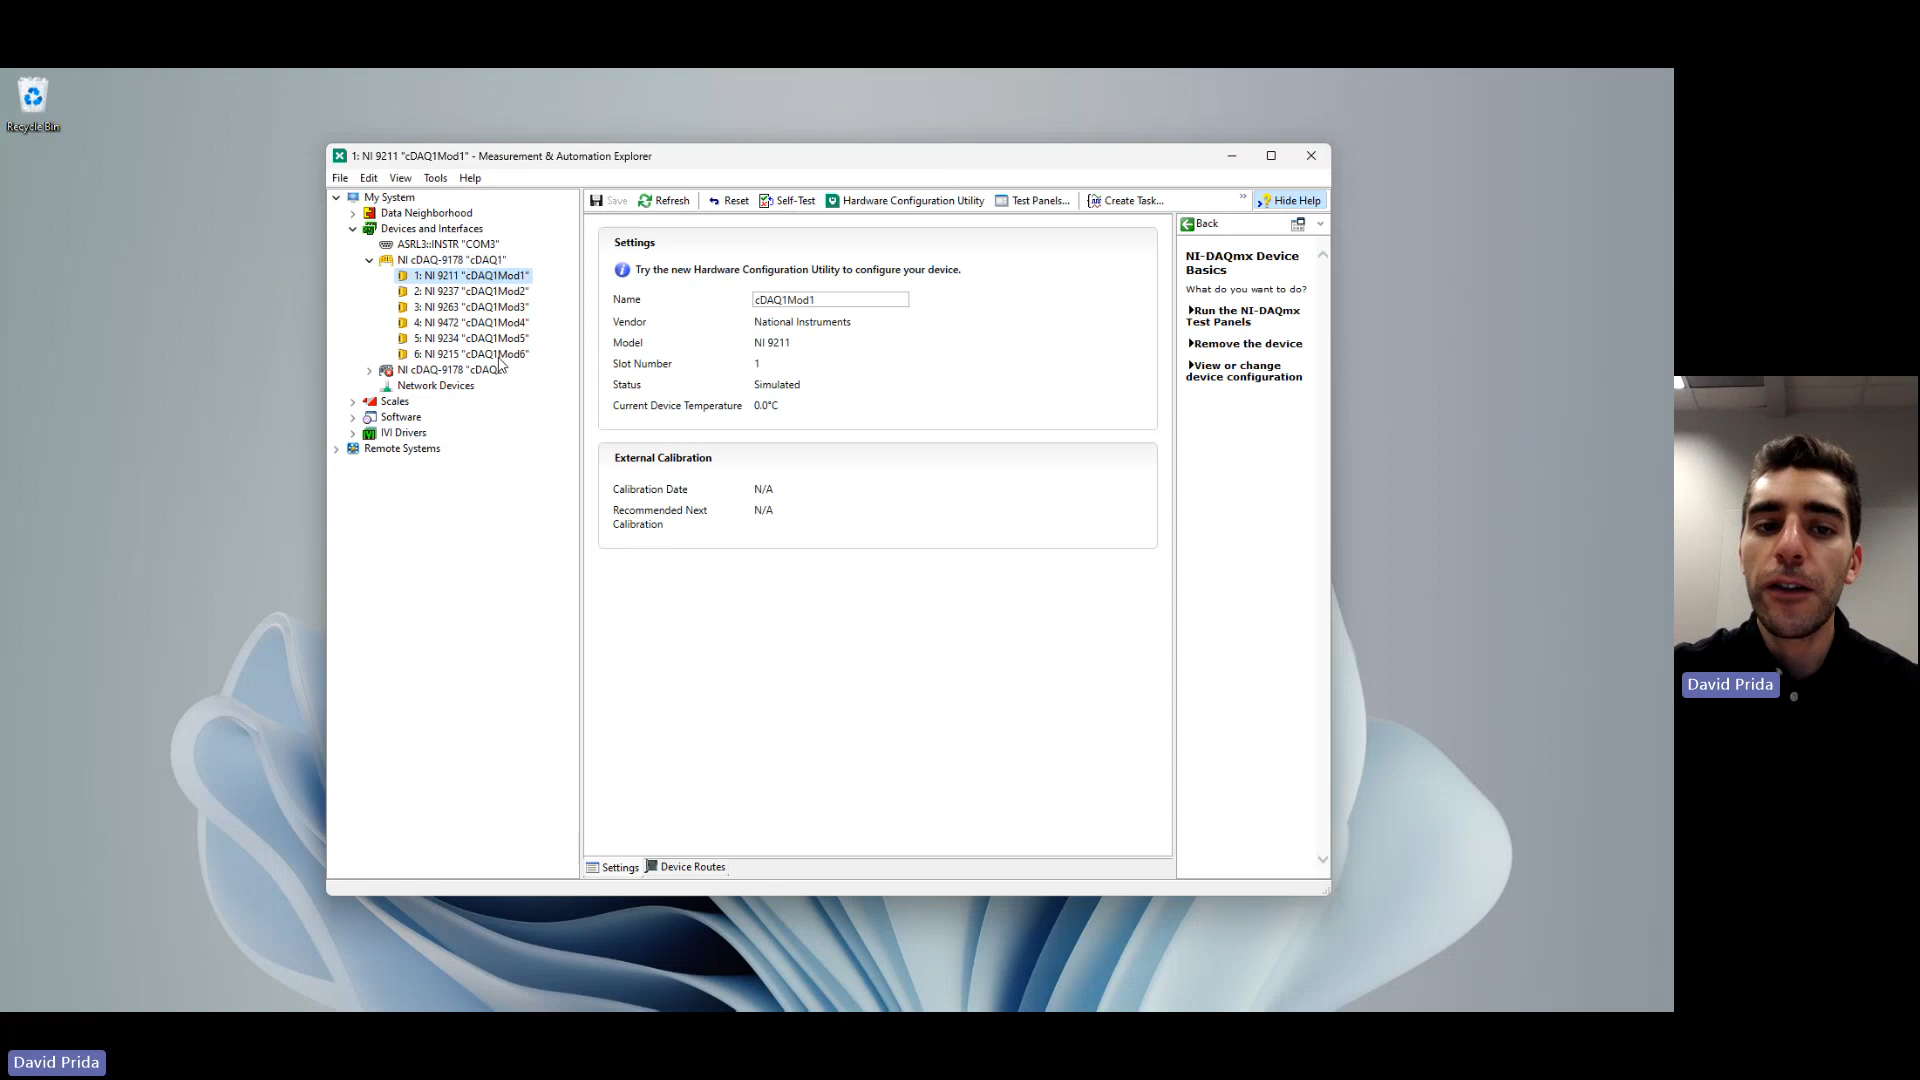 Recycle Bin
1: NI 9211 "cDAQ1Mod1" - Measurement & Automation Explorer
File Edit View Tools Help
My System
Data Neighborhood
Devices and Interfaces
ASRL3::INSTR "COM3"
NI cDAQ-9178 "cDAQ1"
1: NI 9211 "cDAQ1Mod1"
2: NI 9237 "cDAQ1Mod2"
3: NI 9263 "cDAQ1Mod3"
4: NI 9472 "cDAQ1Mod4"
5: NI 9234 "cDAQ1Mod5"
6: NI 9215 "cDAQ1Mod6"
NI cDAQ-9178
Network Devices
Scales
Software
IVI Drivers
Remote Systems
Save Refresh Reset Self-Test Hardware Configuration Utility Test Panels... Create Task... » Hide Help
Settings
Try the new Hardware Configuration Utility to configure your device.
Name cDAQ1Mod1
Vendor National Instruments
Model NI 9211
Slot Number 1
Status Simulated
Current Device Temperature 0.0°C
External Calibration
Calibration Date N/A
Recommended Next N/A
Calibration
Settings Device Routes
Back
NI-DAQmx Device
Basics
What do you want to do?
Run the NI-DAQmx
Test Panels
Remove the device
View or change
device configuration
David Prida
David Prida